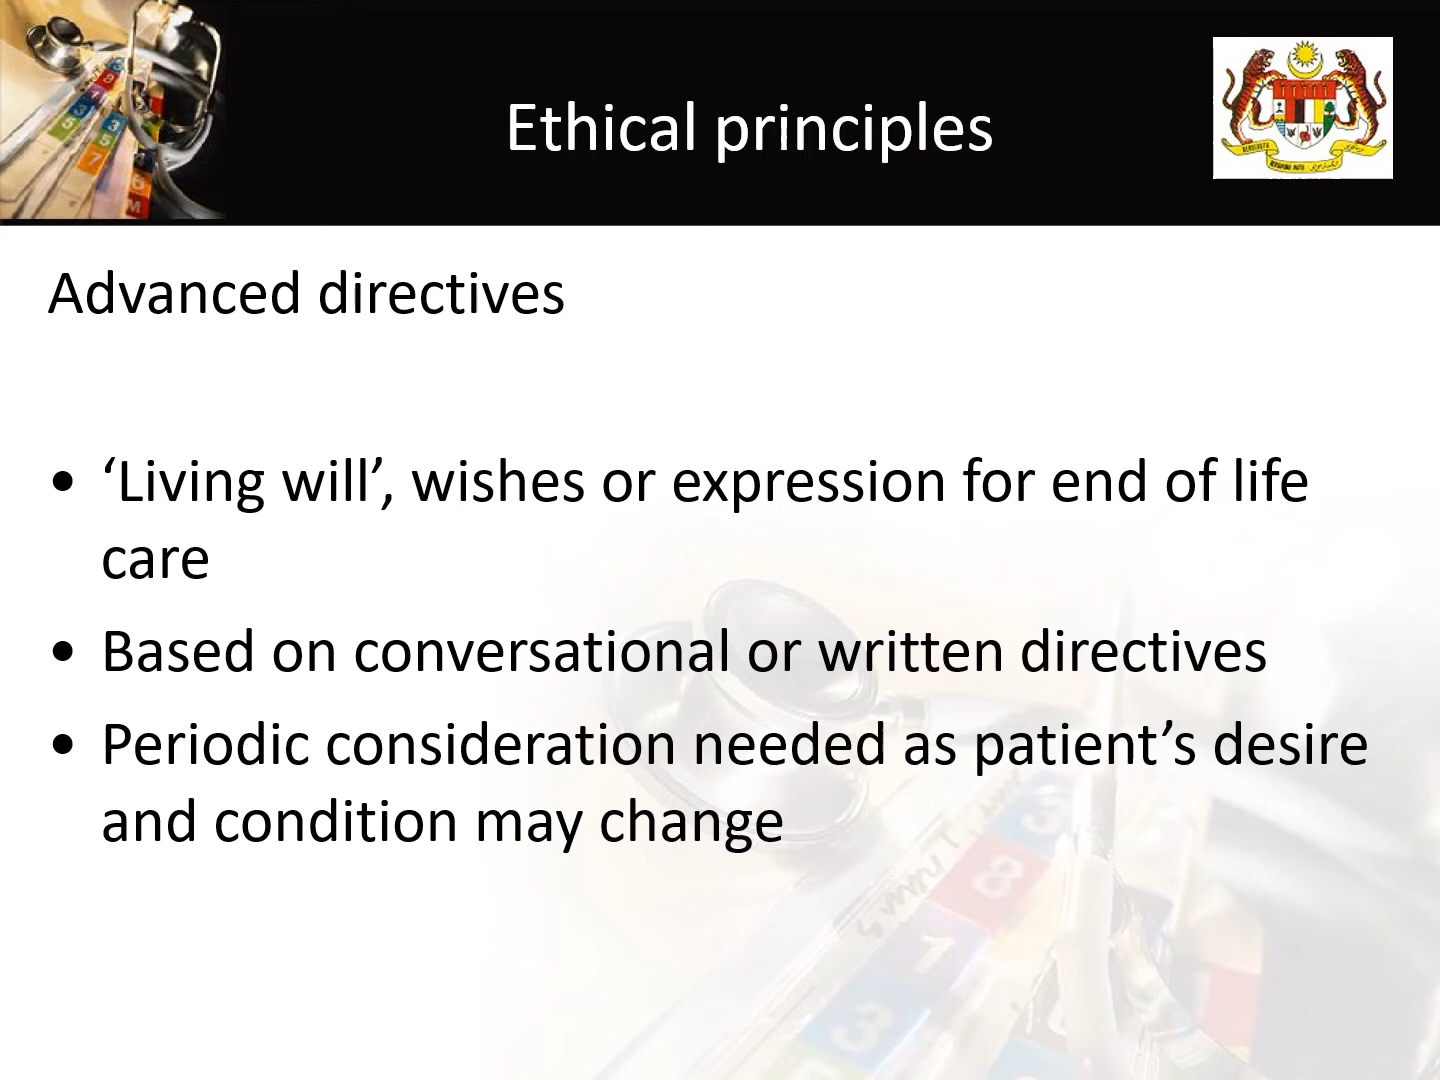 Ethical principles
Advanced directives
• ‘Living will’, wishes or expression for end of life
care
• Based on conversational or written directives
• Periodic consideration needed as patient’s desire
and condition may change